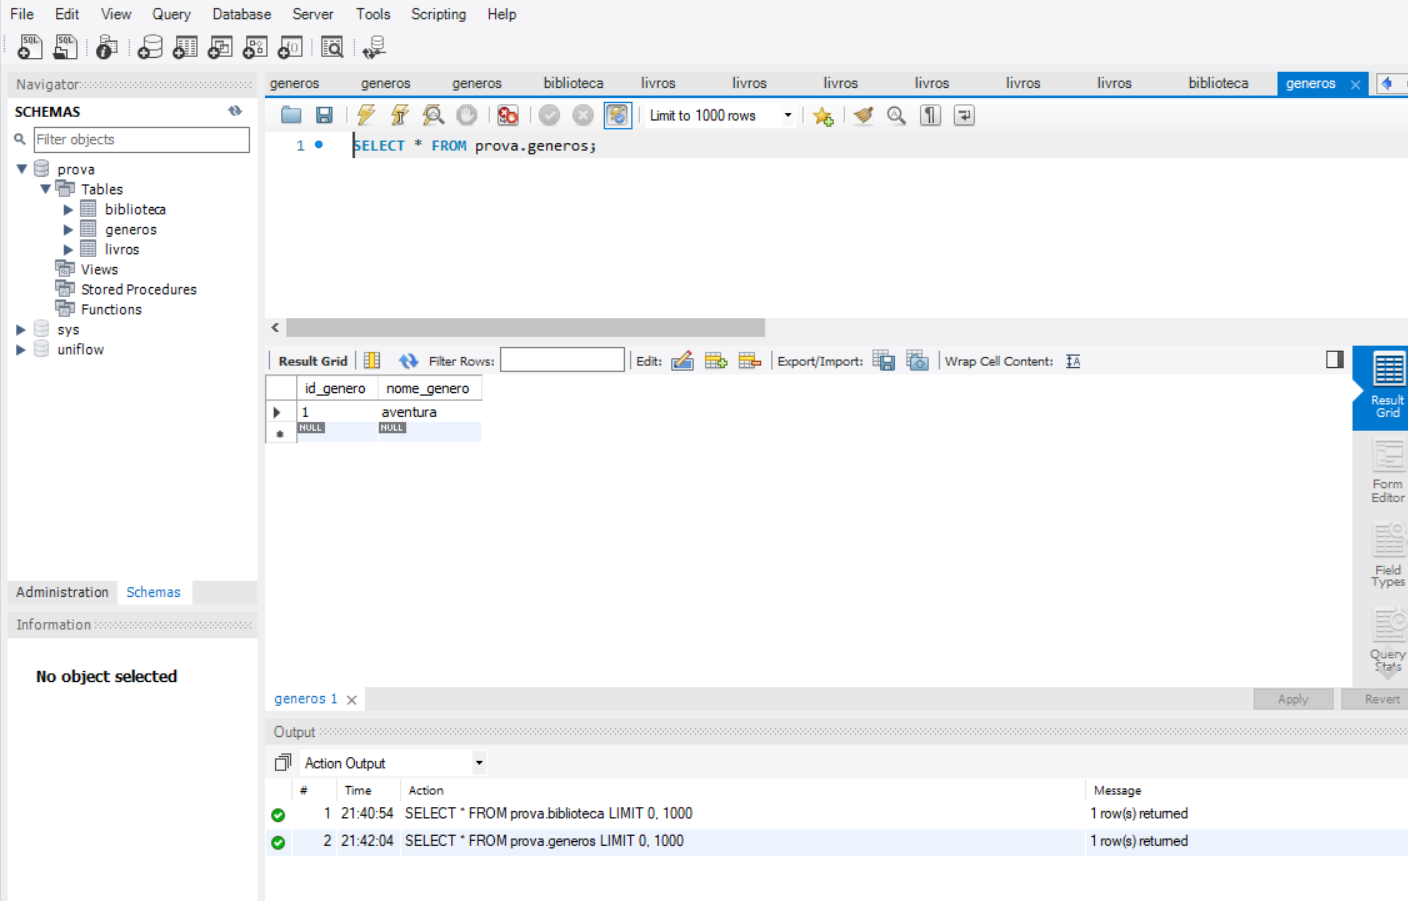 File Edit View Query Database Server Tools Scripting Help
Navigator
SCHEMAS
Filter objects
prova
Tables
biblioteca
generos
livros
Views
Stored Procedures
Functions
sys
uniflow
Administration Schemas
Information
No object selected
generos generos generos biblioteca livros livros livros livros livros livros biblioteca generos
Limit to 1000 rows
1 SELECT * FROM prova.generos;
Result Grid Filter Rows: Edit: Export/Import: Wrap Cell Content:
id_genero nome_genero
1 aventura
NULL NULL
Result
Grid
Form
Editor
Field
Types
Query
Stats
generos 1 Apply Revert
Output
Action Output
# Time Action Message
1 21:40:54 SELECT * FROM prova.biblioteca LIMIT 0, 1000 1 row(s) returned
2 21:42:04 SELECT * FROM prova.generos LIMIT 0, 1000 1 row(s) returned